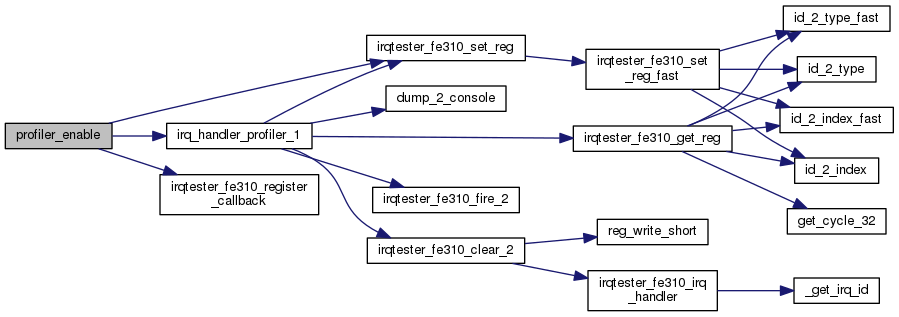 profiler_enable
irqtester_fe310_set_reg
irq_handler_profiler_1
irqtester_fe310_register
_callback
dump_2_console
irqtester_fe310_fire_2
irqtester_fe310_clear_2
irqtester_fe310_set
_reg_fast
irqtester_fe310_get_reg
reg_write_short
irqtester_fe310_irq
_handler
id_2_type_fast
id_2_type
id_2_index_fast
id_2_index
get_cycle_32
_get_irq_id